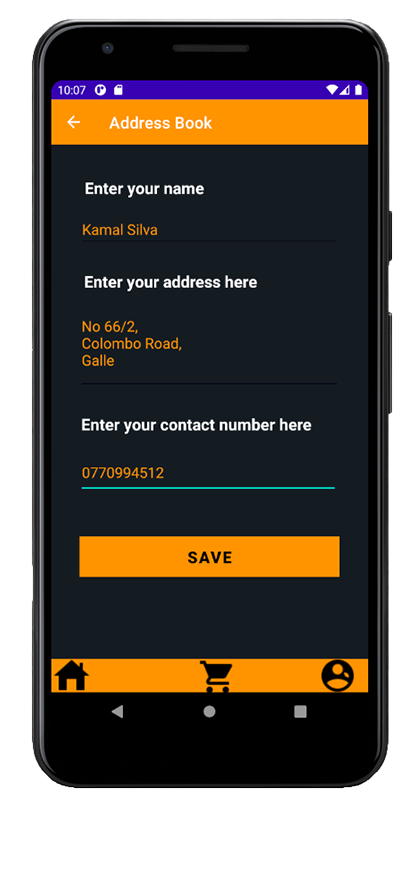 10:07
Address Book
Enter your name
Kamal Silva
Enter your address here
No 66/2,
Colombo Road,
Galle
Enter your contact number here
0770994512
SAVE